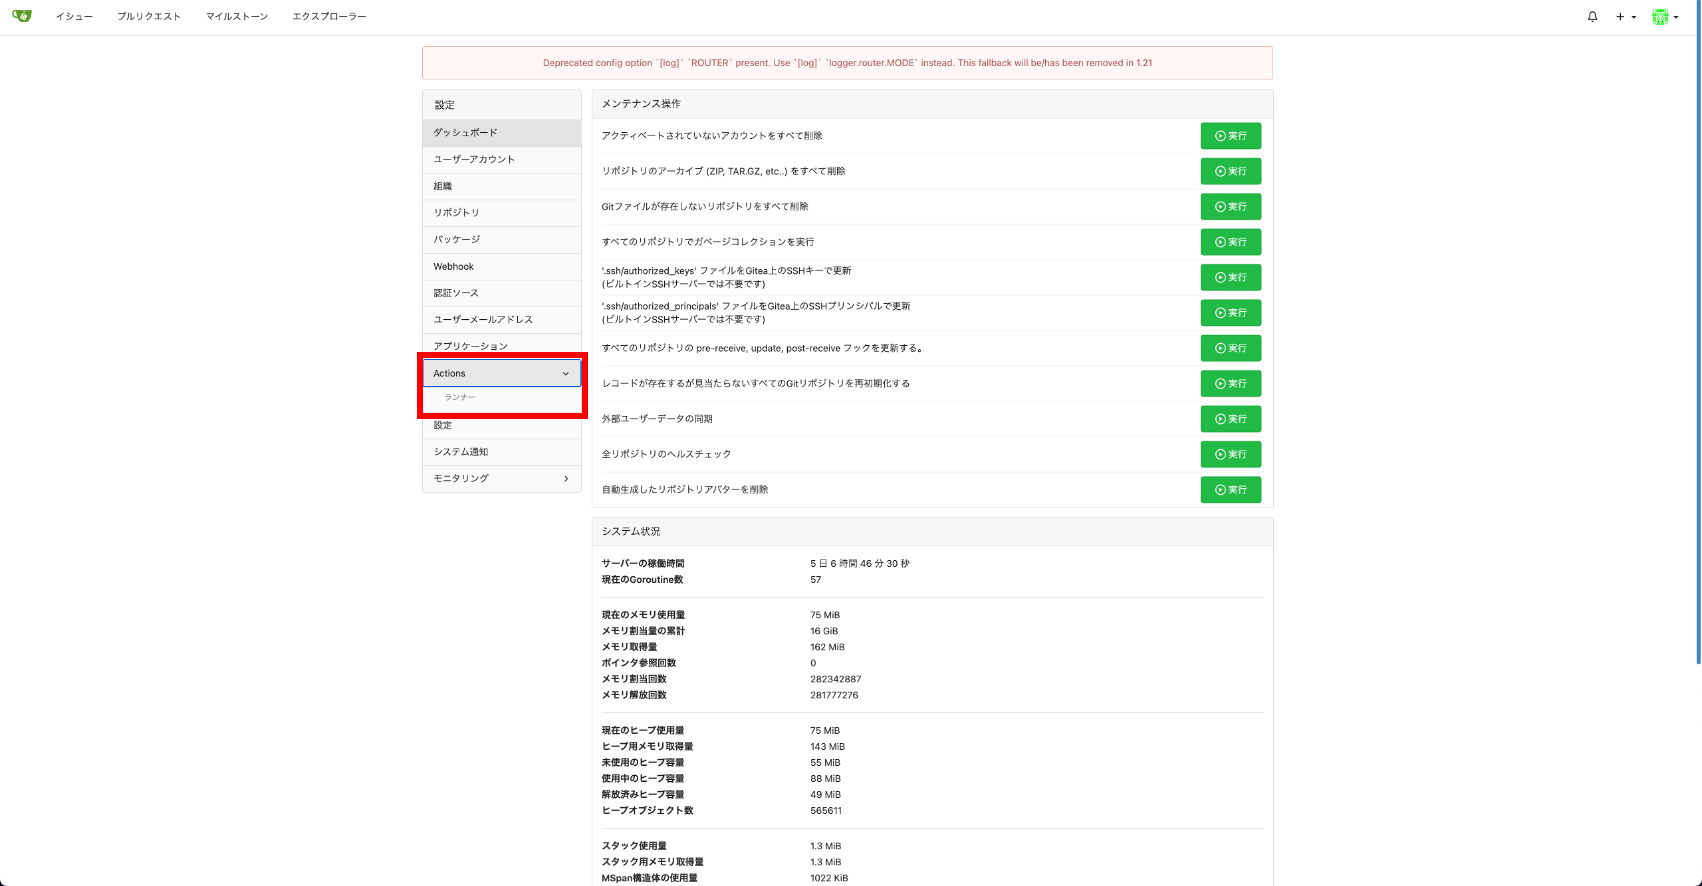 イシュー
プルリクエスト
マイルストーン
エクスプローラー
Deprecated config option `[log]` `ROUTER` present. Use `[log]` `logger.router.MODE` instead. This fallback will be/has been removed in 1.21
設定
ダッシュボード
ユーザーアカウント
組織
リポジトリ
パッケージ
Webhook
認証ソース
ユーザーメールアドレス
アプリケーション
Actions
ランナー
設定
システム通知
モニタリング
メンテナンス操作
アクティベートされていないアカウントをすべて削除 実行
リポジトリのアーカイブ (ZIP, TAR.GZ, etc..) をすべて削除 実行
Gitファイルが存在しないリポジトリをすべて削除 実行
すべてのリポジトリでガベージコレクションを実行 実行
'.ssh/authorized_keys' ファイルをGitea上のSSHキーで更新
(ビルトインSSHサーバーでは不要です) 実行
'.ssh/authorized_principals' ファイルをGitea上のSSHプリンシパルで更新
(ビルトインSSHサーバーでは不要です) 実行
すべてのリポジトリの pre-receive, update, post-receive フックを更新する。 実行
レコードが存在するが見当たらないすべてのGitリポジトリを再初期化する 実行
外部ユーザーデータの同期 実行
全リポジトリのヘルスチェック 実行
自動生成したリポジトリアバターを削除 実行
システム状況
サーバーの稼働時間 5 日 6 時間 46 分 30 秒
現在のGoroutine数 57
現在のメモリ使用量 75 MiB
メモリ割当量の累計 16 GiB
メモリ取得量 162 MiB
ポインタ参照回数 0
メモリ割当回数 282342887
メモリ解放回数 281777276
現在のヒープ使用量 75 MiB
ヒープ用メモリ取得量 143 MiB
未使用のヒープ容量 55 MiB
使用中のヒープ容量 88 MiB
解放済みヒープ容量 49 MiB
ヒープオブジェクト数 565611
スタック使用量 1.3 MiB
スタック用メモリ取得量 1.3 MiB
MSpan構造体の使用量 1022 KiB